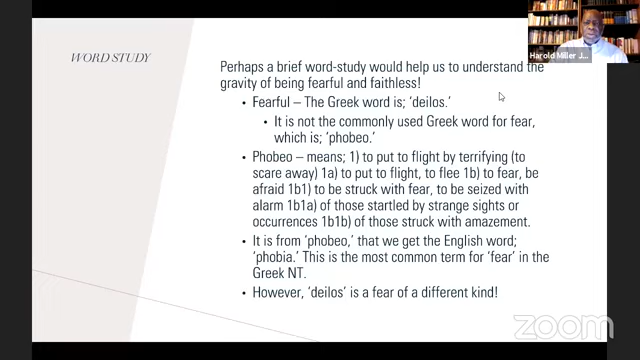 WORD STUDY
Harold Miller J...
Perhaps a brief word-study would help us to understand the
gravity of being fearful and faithless!
• Fearful – The Greek word is; ‘deilos.’
• It is not the commonly used Greek word for fear,
which is; ‘phobeo.’
• Phobeo – means; 1) to put to flight by terrifying (to
scare away) 1a) to put to flight, to flee 1b) to fear, be
afraid 1b1) to be struck with fear, to be seized with
alarm 1b1a) of those startled by strange sights or
occurrences 1b1b) of those struck with amazement.
• It is from ‘phobeo,’ that we get the English word;
‘phobia.’ This is the most common term for ‘fear’ in the
Greek NT.
• However, ‘deilos’ is a fear of a different kind!
zoom